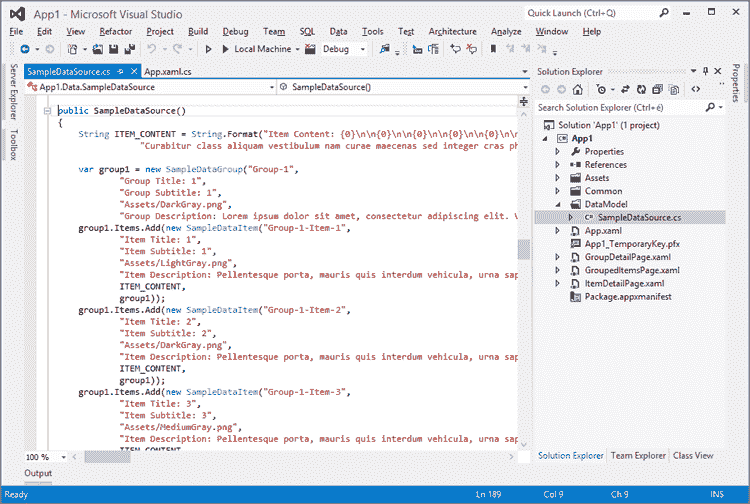 App1 - Microsoft Visual Studio
Quick Launch (Ctrl+Q)
File Edit View Refactor Project Build Debug Team SQL Data Tools Test Architecture Analyze Window Help
Local Machine Debug
Server Explorer
Toolbox
SampleDataSource.cs App.xaml.cs
App1.Data.SampleDataSource SampleDataSource()
public SampleDataSource()
{
String ITEM_CONTENT = String.Format("Item Content: {0}\n\n{0}\n\n{0}\n\n{0}\n\n{0}\n\n
"Curabitur class aliquam vestibulum nam curae maecenas sed integer cras ph
var group1 = new SampleDataGroup("Group-1",
"Group Title: 1",
"Group Subtitle: 1",
"Assets/DarkGray.png",
"Group Description: Lorem ipsum dolor sit amet, consectetur adipiscing elit. V
group1.Items.Add(new SampleDataItem("Group-1-Item-1",
"Item Title: 1",
"Item Subtitle: 1",
"Assets/LightGray.png",
"Item Description: Pellentesque porta, mauris quis interdum vehicula, urna sap
ITEM_CONTENT,
group1));
group1.Items.Add(new SampleDataItem("Group-1-Item-2",
"Item Title: 2",
"Item Subtitle: 2",
"Assets/DarkGray.png",
"Item Description: Pellentesque porta, mauris quis interdum vehicula, urna sap
ITEM_CONTENT,
group1));
group1.Items.Add(new SampleDataItem("Group-1-Item-3",
"Item Title: 3",
"Item Subtitle: 3",
"Assets/MediumGray.png",
"Item Description: Pellentesque porta, mauris quis interdum vehicula, urna sap
ITEM_CONTENT
100 %
Output
Solution Explorer
Search Solution Explorer (Ctrl+è)
Solution 'App1' (1 project)
App1
Properties
References
Assets
Common
DataModel
SampleDataSource.cs
App.xaml
App1_TemporaryKey.pfx
GroupDetailPage.xaml
GroupedItemsPage.xaml
ItemDetailPage.xaml
Package.appxmanifest
Solution Explorer Team Explorer Class View
Properties
Ready Ln 189 Col 9 Ch 9 INS